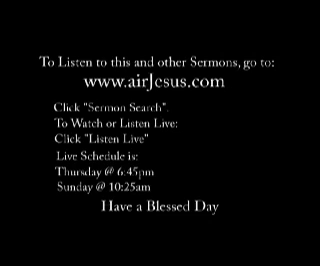 To Listen to this and other Sermons, go to:
www.airJesus.com
Click "Sermon Search".
To Watch or Listen Live:
Click "Listen Live"
Live Schedule is:
Thursday @ 6:45pm
Sunday @ 10:25am
Have a Blessed Day